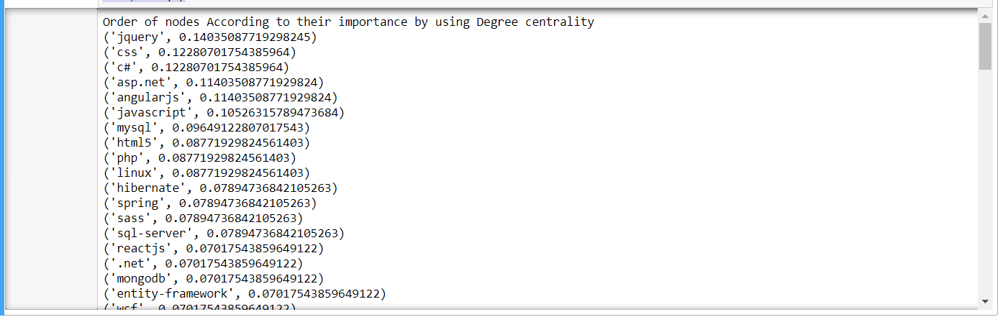 Order of nodes According to their importance by using Degree centrality
('jquery', 0.14035087719298245)
('css', 0.12280701754385964)
('c#', 0.12280701754385964)
('asp.net', 0.11403508771929824)
('angularjs', 0.11403508771929824)
('javascript', 0.10526315789473684)
('mysql', 0.09649122807017543)
('html5', 0.08771929824561403)
('php', 0.08771929824561403)
('linux', 0.08771929824561403)
('hibernate', 0.07894736842105263)
('spring', 0.07894736842105263)
('sass', 0.07894736842105263)
('sql-server', 0.07894736842105263)
('reactjs', 0.07017543859649122)
('.net', 0.07017543859649122)
('mongodb', 0.07017543859649122)
('entity-framework', 0.07017543859649122)
('wcf', 0.07017543859649122)